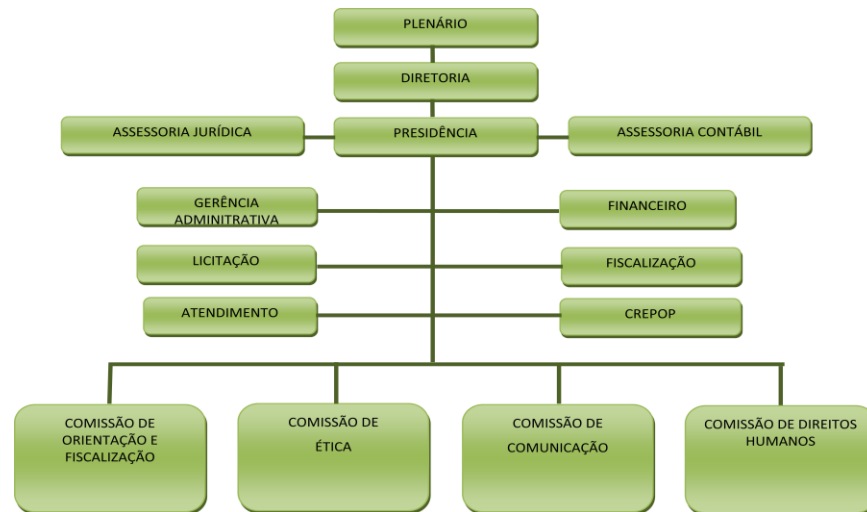 PLENÁRIO
DIRETORIA
ASSESSORIA JURÍDICA
PRESIDÊNCIA
ASSESSORIA CONTÁBIL
GERÊNCIA
ADMINITRATIVA
FINANCEIRO
LICITAÇÃO
FISCALIZAÇÃO
ATENDIMENTO
CREPOP
COMISSÃO DE
ORIENTAÇÃO E
FISCALIZAÇÃO
COMISSÃO DE
ÉTICA
COMISSÃO DE
COMUNICAÇÃO
COMISSÃO DE DIREITOS
HUMANOS